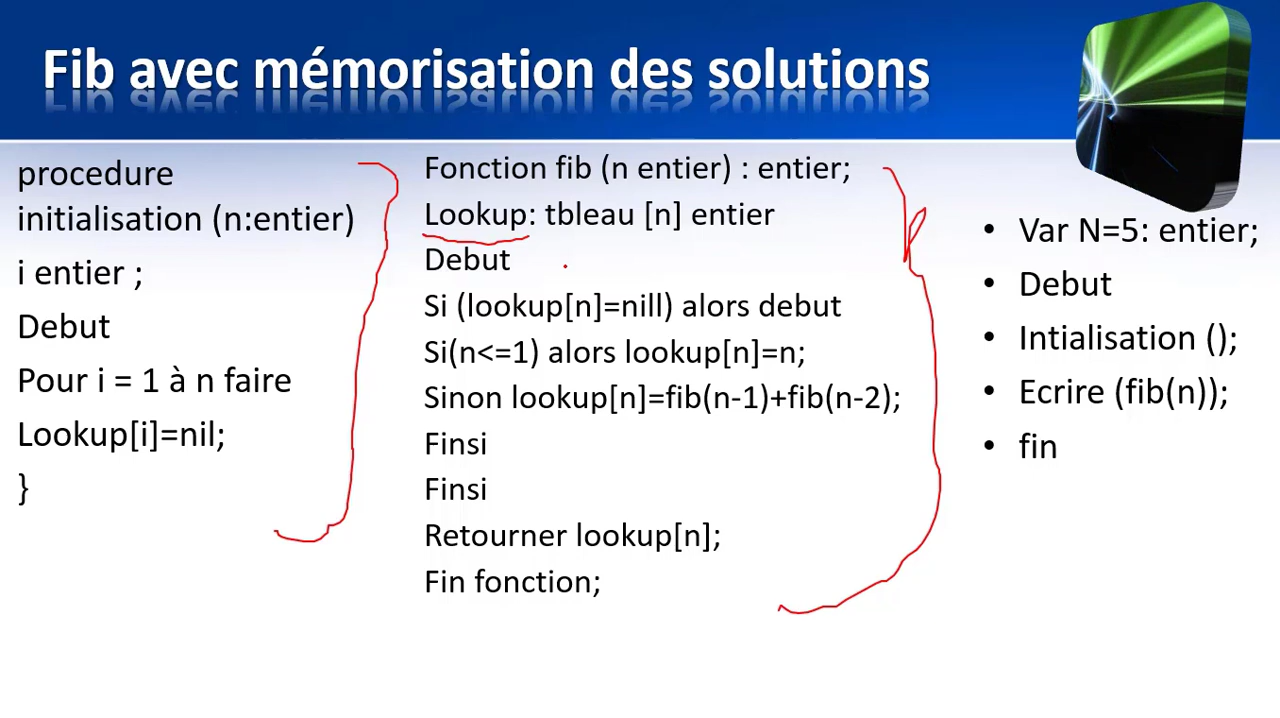 Fib avec mémorisation des solutions
procedure
initialisation (n:entier)
i entier ;
Debut
Pour i = 1 à n faire
Lookup[i]=nil;
}
Fonction fib (n entier) : entier;
Lookup: tbleau [n] entier
Debut
Si (lookup[n]=nill) alors debut
Si(n<=1) alors lookup[n]=n;
Sinon lookup[n]=fib(n-1)+fib(n-2);
Finsi
Finsi
Retourner lookup[n];
Fin fonction;
• Var N=5: entier;
• Debut
• Intialisation ();
• Ecrire (fib(n));
• fin